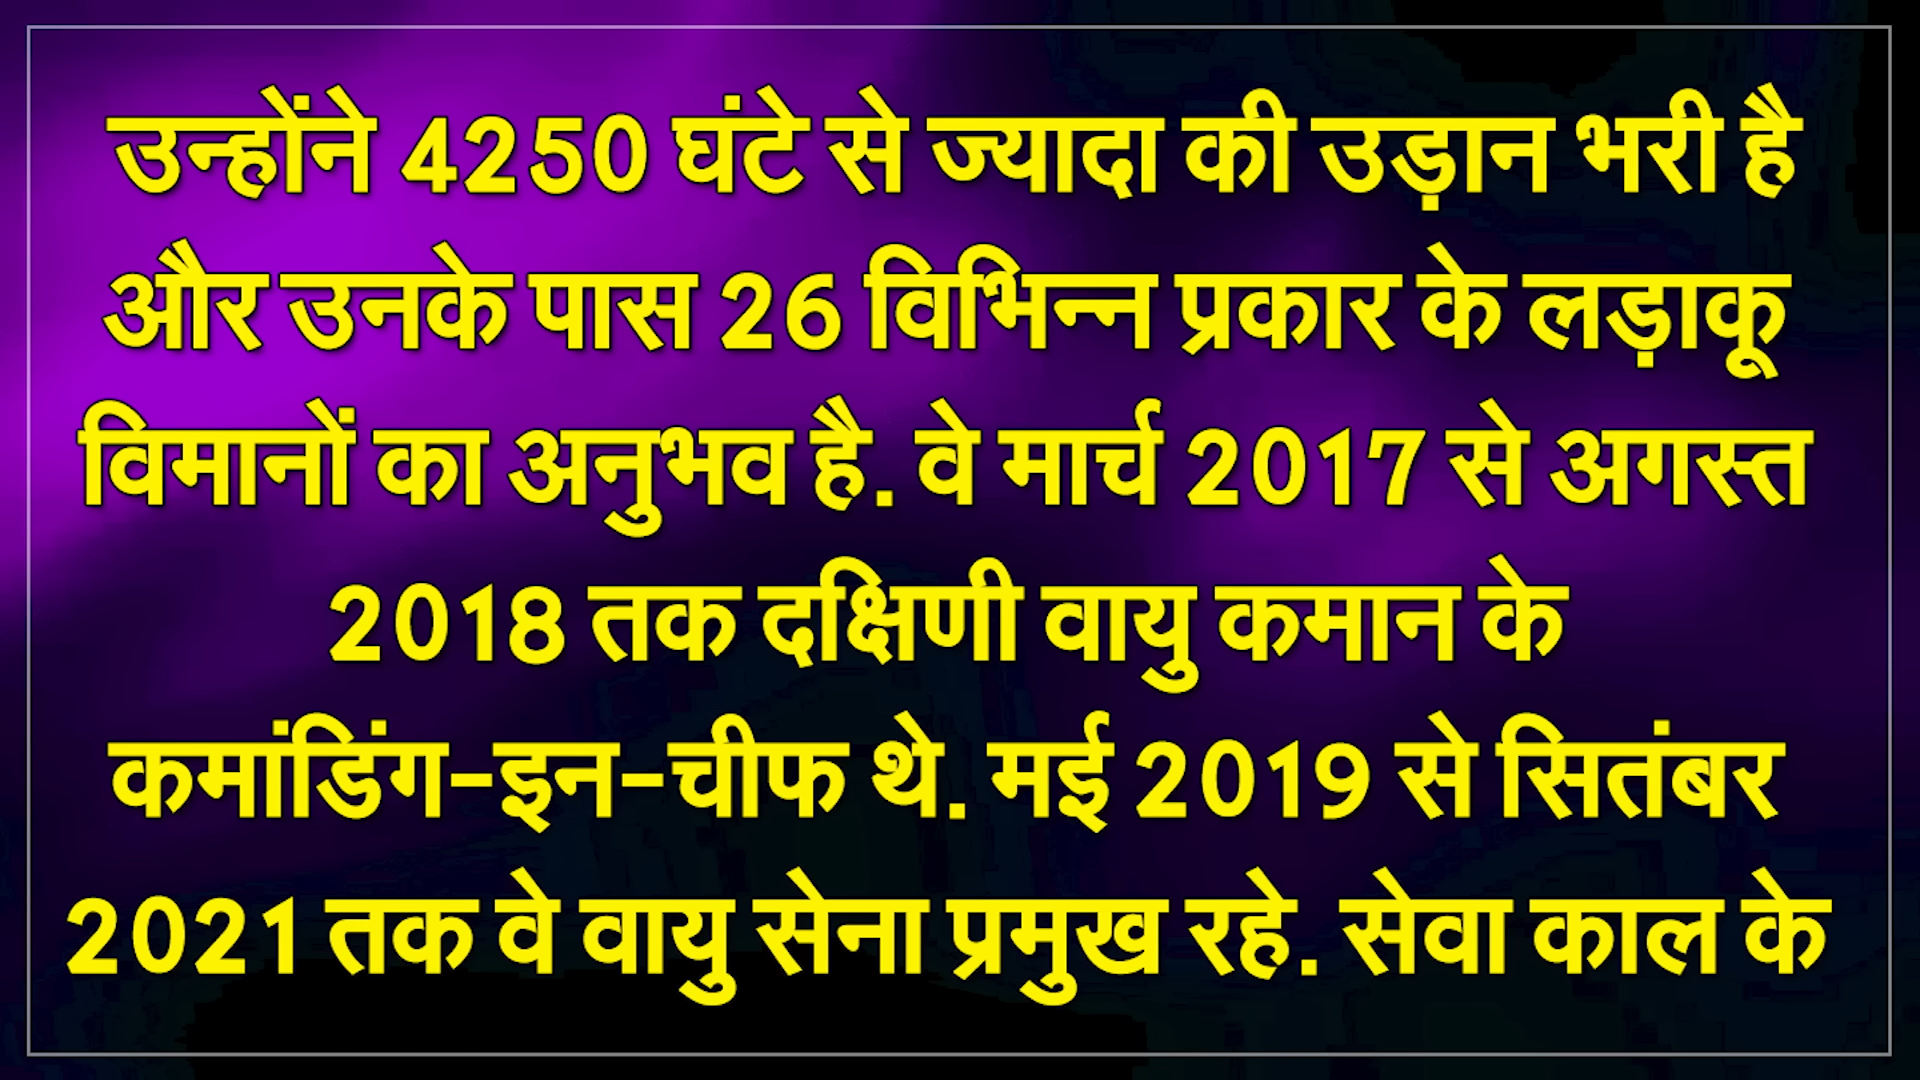 उन्होंने 4250 घंटे से ज्यादा की उड़ान भरी है
और उनके पास 26 विभिन्न प्रकार के लड़ाकू
विमानों का अनुभव है. वे मार्च 2017 से अगस्त
2018 तक दक्षिणी वायु कमान के
कमांडिंग-इन-चीफ थे. मई 2019 से सितंबर
2021 तक वे वायु सेना प्रमुख रहे. सेवा काल के